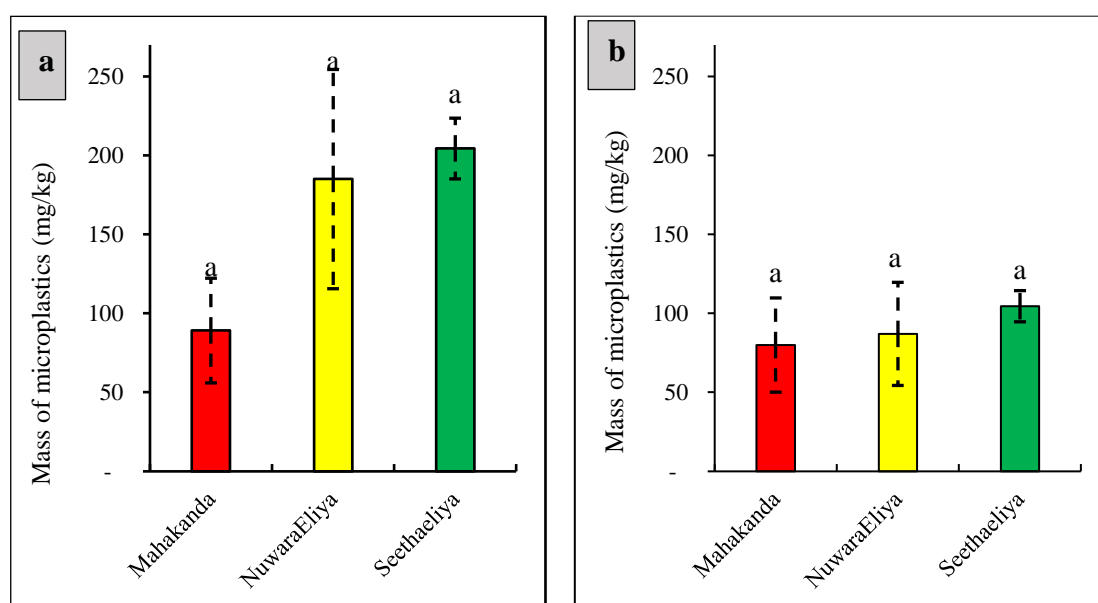 a
Mass of microplastics (mg/kg)
250
200
150
100
50
-
a
a
a
Mahakanda
NuwaraEliya
Seethaeliya
b
Mass of microplastics (mg/kg)
250
200
150
100
50
-
a
a
a
Mahakanda
NuwaraEliya
Seethaeliya